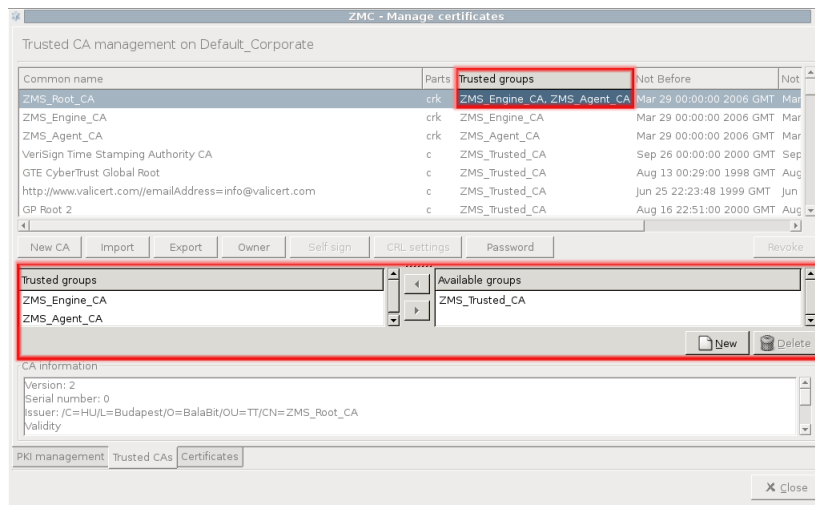 ZMC - Manage certificates
Trusted CA management on Default_Corporate
Common name Parts Trusted groups Not Before Not
ZMS_Root_CA crk ZMS_Engine_CA, ZMS_Agent_CA Mar 29 00:00:00 2006 GMT Mar
ZMS_Engine_CA crk ZMS_Engine_CA Mar 29 00:00:00 2006 GMT Mar
ZMS_Agent_CA crk ZMS_Agent_CA Mar 29 00:00:00 2006 GMT Mar
VeriSign Time Stamping Authority CA c ZMS_Trusted_CA Sep 26 00:00:00 2000 GMT Sep
GTE CyberTrust Global Root c ZMS_Trusted_CA Aug 13 00:29:00 1998 GMT Aug
http://www.valicert.com//emailAddress=info@valicert.com c ZMS_Trusted_CA Jun 25 22:23:48 1999 GMT Jun
GP Root 2 c ZMS_Trusted_CA Aug 16 22:51:00 2000 GMT Aug
New CA Import Export Owner Self sign CRL settings Password Revoke
Trusted groups Available groups
ZMS_Engine_CA ZMS_Trusted_CA
ZMS_Agent_CA
New Delete
CA information
Version: 2
Serial number: 0
Issuer: /C=HU/L=Budapest/O=BalaBit/OU=TT/CN=ZMS_Root_CA
Validity
PKI management Trusted CAs Certificates
Close